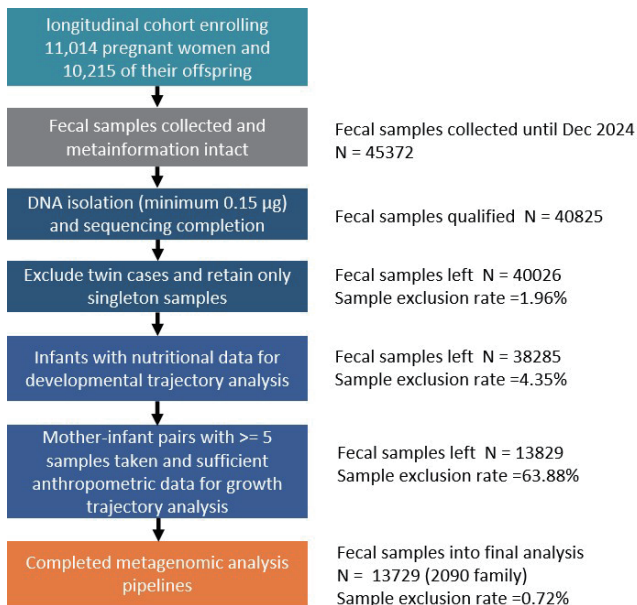 longitudinal cohort enrolling
11,014 pregnant women and
10,215 of their offspring
Fecal samples collected and
metainformation intact
Fecal samples collected until Dec 2024
N = 45372
DNA isolation (minimum 0.15 µg)
and sequencing completion
Fecal samples qualified N = 40825
Exclude twin cases and retain only
singleton samples
Fecal samples left N = 40026
Sample exclusion rate =1.96%
Infants with nutritional data for
developmental trajectory analysis
Fecal samples left N = 38285
Sample exclusion rate =4.35%
Mother-infant pairs with >= 5
samples taken and sufficient
anthropometric data for growth
trajectory analysis
Fecal samples left N = 13829
Sample exclusion rate =63.88%
Completed metagenomic analysis
pipelines
Fecal samples into final analysis
N = 13729 (2090 family)
Sample exclusion rate =0.72%